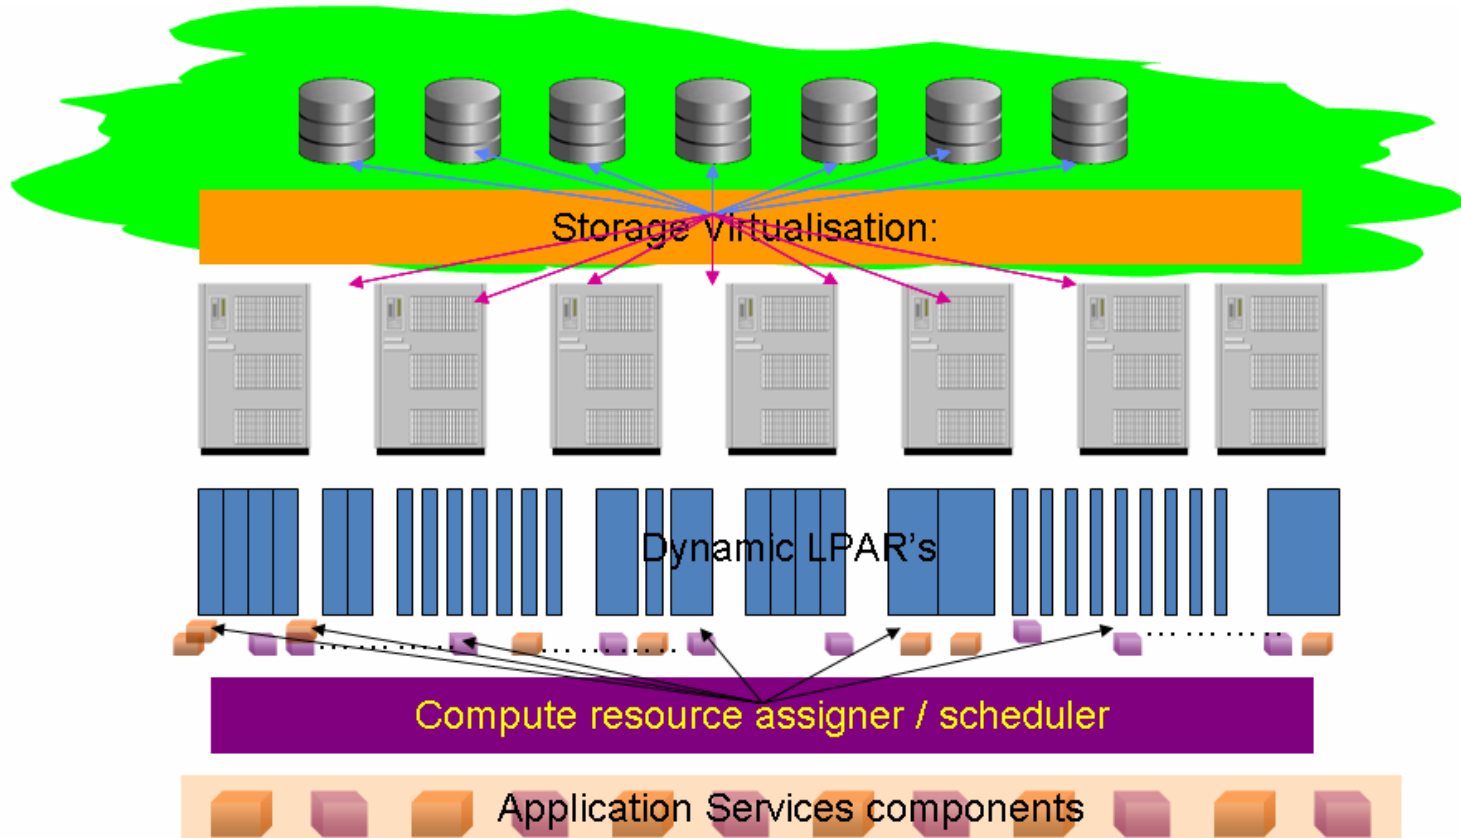 Storage Virtualisation:
Dynamic LPAR's
Compute resource assigner / scheduler
Application Services components